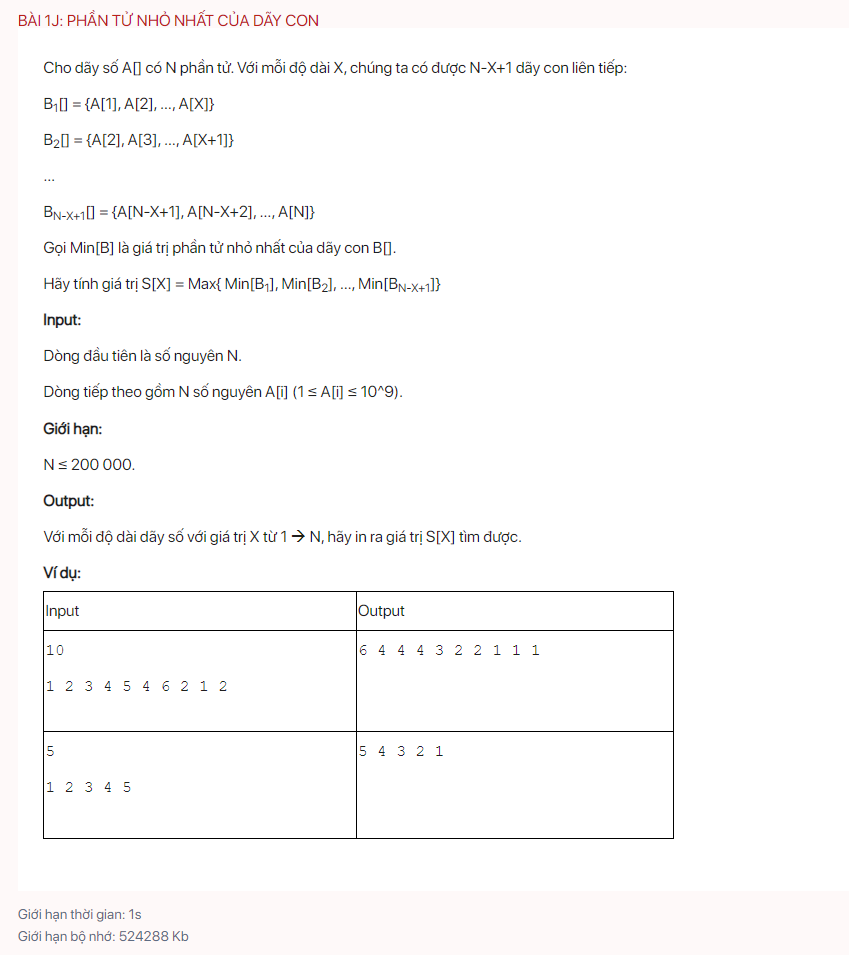 BÀI 1J: PHẦN TỬ NHỎ NHẤT CỦA DÃY CON
Cho dãy số A[] có N phần tử. Với mỗi độ dài X, chúng ta có được N-X+1 dãy con liên tiếp:
B₁[] = {A[1], A[2], ..., A[X]}
B₂[] = {A[2], A[3], ..., A[X+1]}
...
B_{N-X+1}[] = {A[N-X+1], A[N-X+2], ..., A[N]}
Gọi Min[B] là giá trị phần tử nhỏ nhất của dãy con B[].
Hãy tính giá trị S[X] = Max{ Min[B₁], Min[B₂], ..., Min[B_{N-X+1}]}
Input:
Dòng đầu tiên là số nguyên N.
Dòng tiếp theo gồm N số nguyên A[i] (1 ≤ A[i] ≤ 10^9).
Giới hạn:
N ≤ 200 000.
Output:
Với mỗi độ dài dãy số với giá trị X từ 1 → N, hãy in ra giá trị S[X] tìm được.
Ví dụ:
Input Output
10 6 4 4 4 3 2 2 1 1 1
1 2 3 4 5 4 6 2 1 2
5 5 4 3 2 1
1 2 3 4 5
Giới hạn thời gian: 1s
Giới hạn bộ nhớ: 524288 Kb